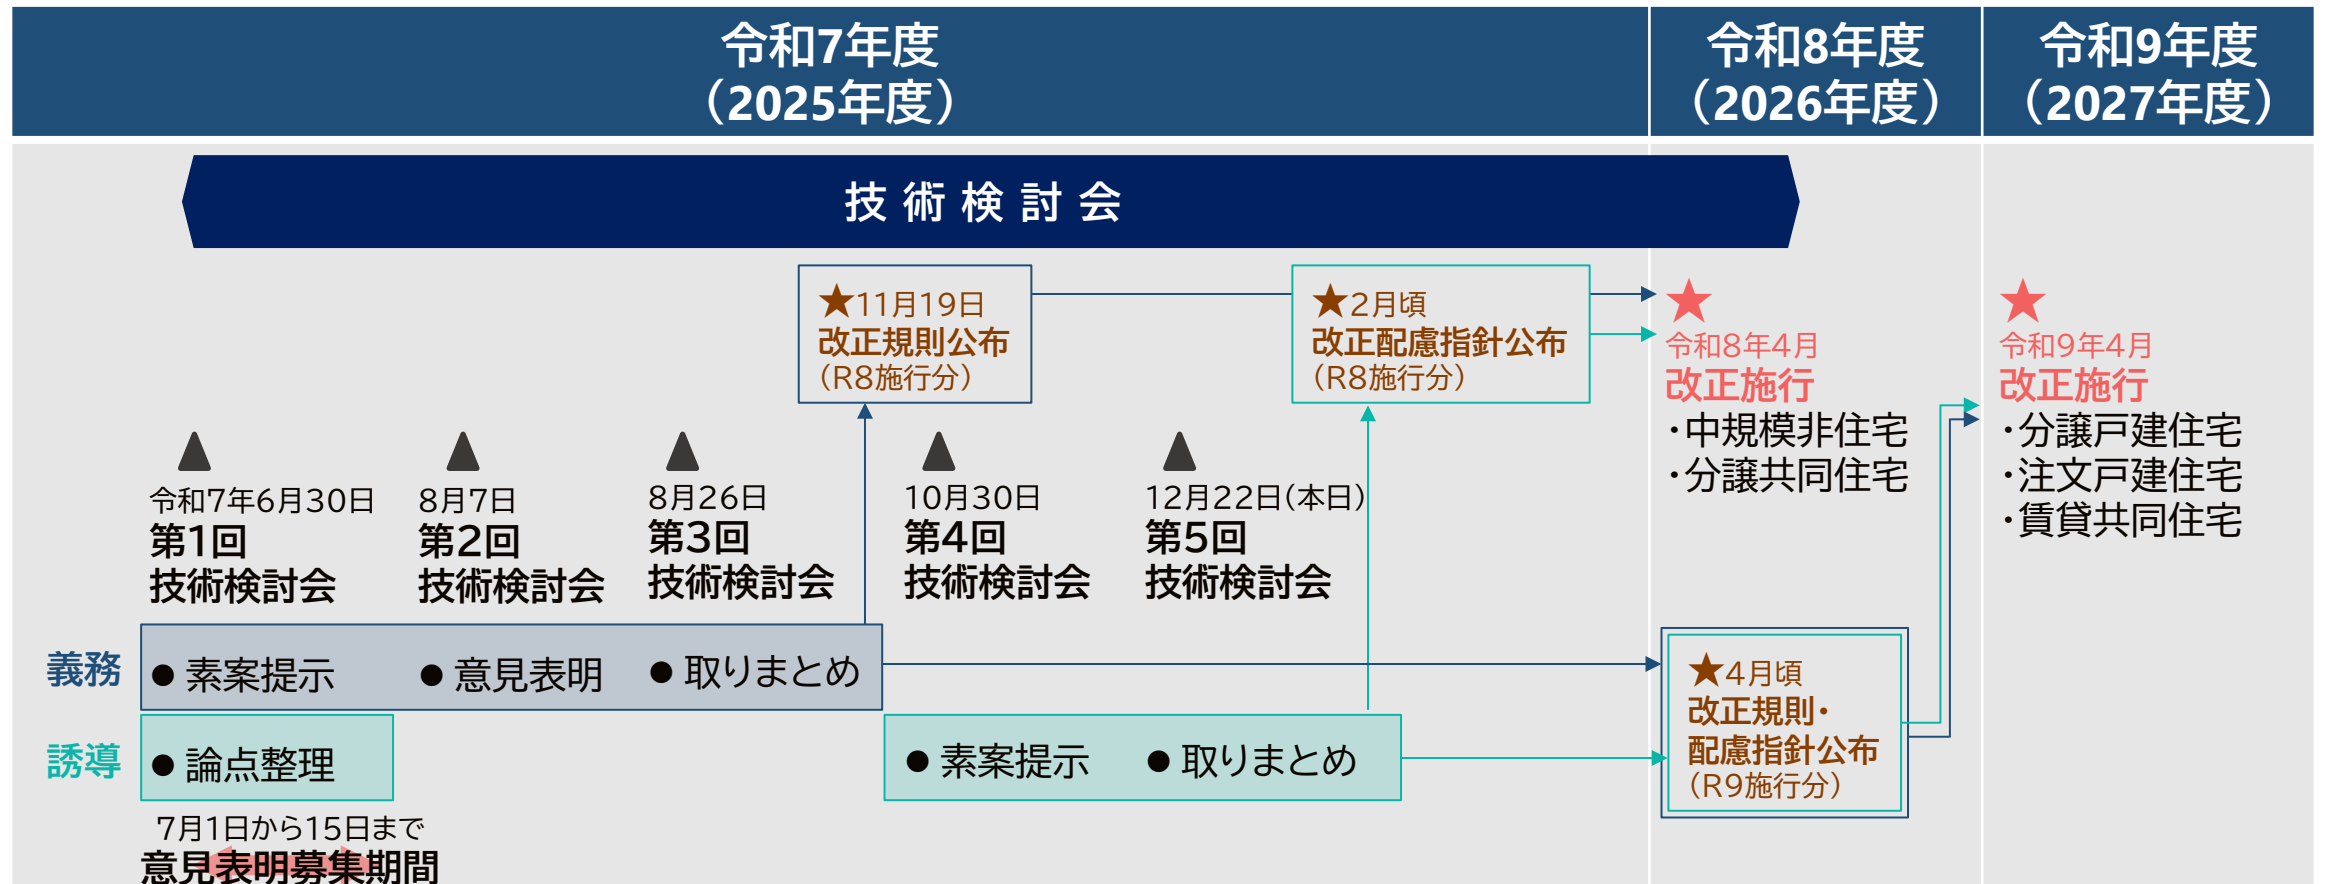 令和7年度
（2025年度）
令和8年度
（2026年度）
令和9年度
（2027年度）
技術検討会
★11月19日
改正規則公布
（R8施行分）
★2月頃
改正配慮指針公布
（R8施行分）
★
令和8年4月
改正施行
・中規模非住宅
・分譲共同住宅
★
令和9年4月
改正施行
・分譲戸建住宅
・注文戸建住宅
・賃貸共同住宅
▲
令和7年6月30日
第1回
技術検討会
▲
8月7日
第2回
技術検討会
▲
8月26日
第3回
技術検討会
▲
10月30日
第4回
技術検討会
▲
12月22日（本日）
第5回
技術検討会
義務
● 素案提示
● 意見表明
● 取りまとめ
誘導
● 論点整理
● 素案提示
● 取りまとめ
★4月頃
改正規則・
配慮指針公布
（R9施行分）
7月1日から15日まで
意見表明募集期間